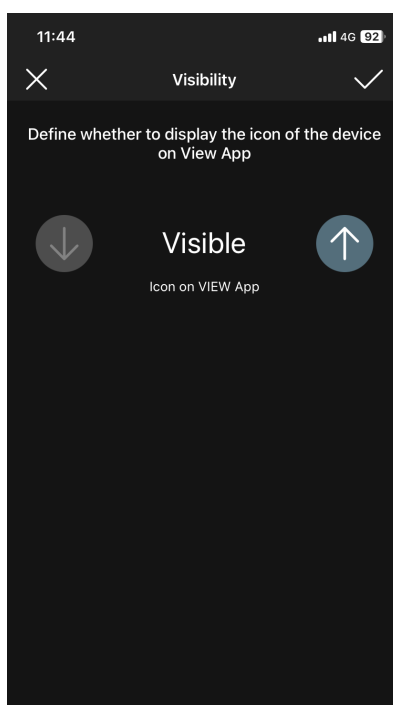 11:44
4G 92
Visibility
Define whether to display the icon of the device
on View App
Visible
Icon on VIEW App